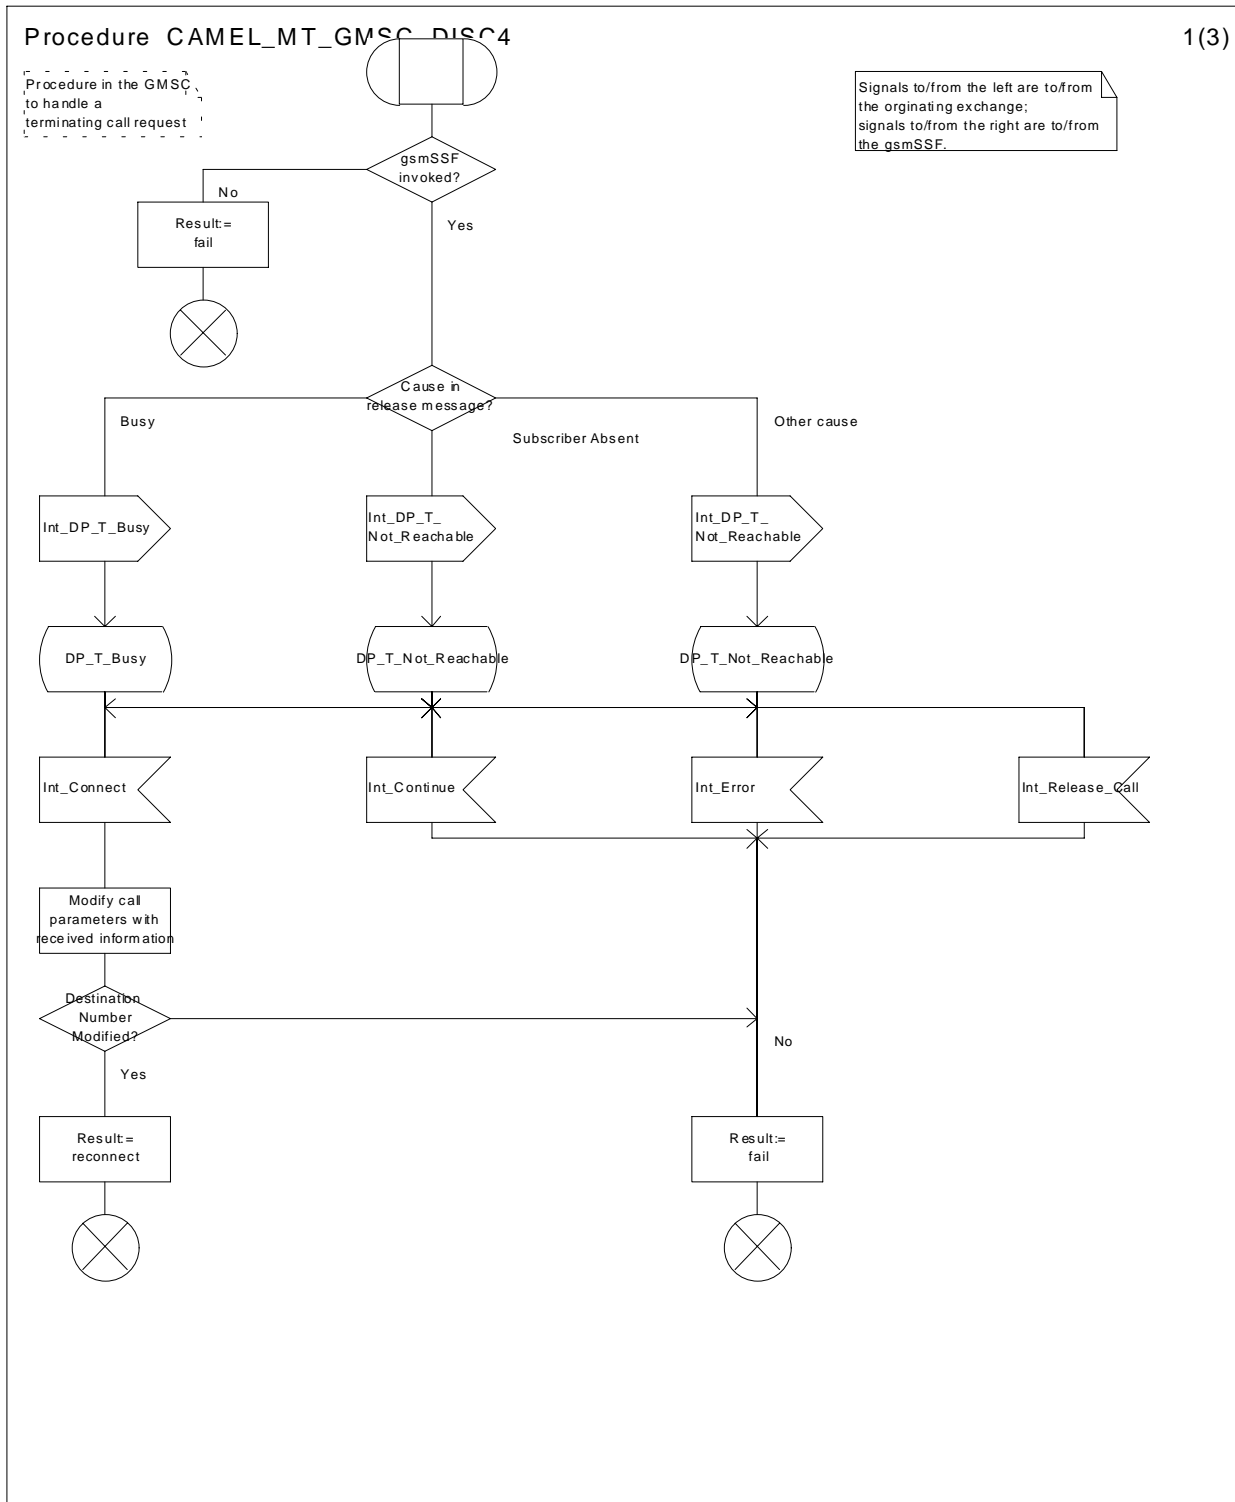 Procedure CAMEL_MT_GMSC_DISC4
1(3)
Procedure in the GMSC
to handle a
terminating call request
Signals to/from the left are to/from
the orginating exchange;
signals to/from the right are to/from
the gsmSSF.
gsmSSF
invoked?
No
Yes
Result:=
fail
Cause in
release message?
Busy
Subscriber Absent
Other cause
Int_DP_T_Busy
Int_DP_T_
Not_Reachable
Int_DP_T_
Not_Reachable
DP_T_Busy
DP_T_Not_Reachable
DP_T_Not_Reachable
Int_Connect
Int_Continue
Int_Error
Int_Release_Call
Modify call
parameters with
received information
Destination
Number
Modified?
No
Yes
Result:=
reconnect
Result:=
fail